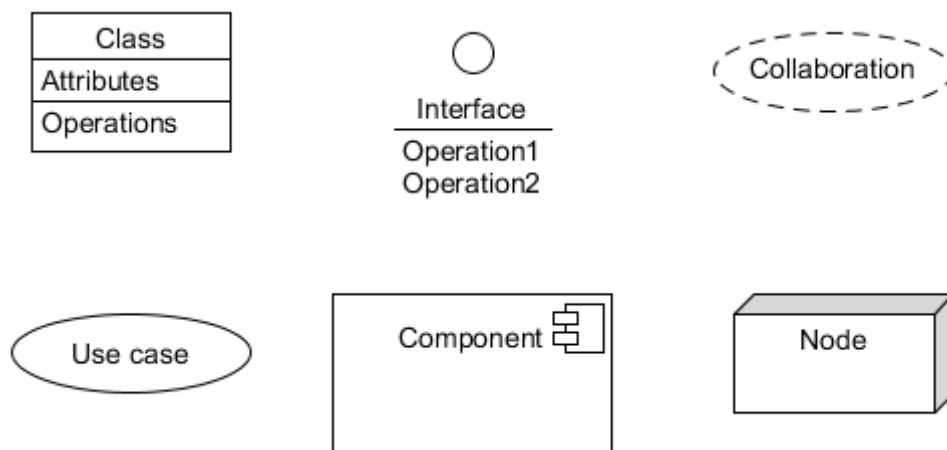 Class
Attributes
Operations
Interface
Operation1
Operation2
Collaboration
Use case
Component
Node